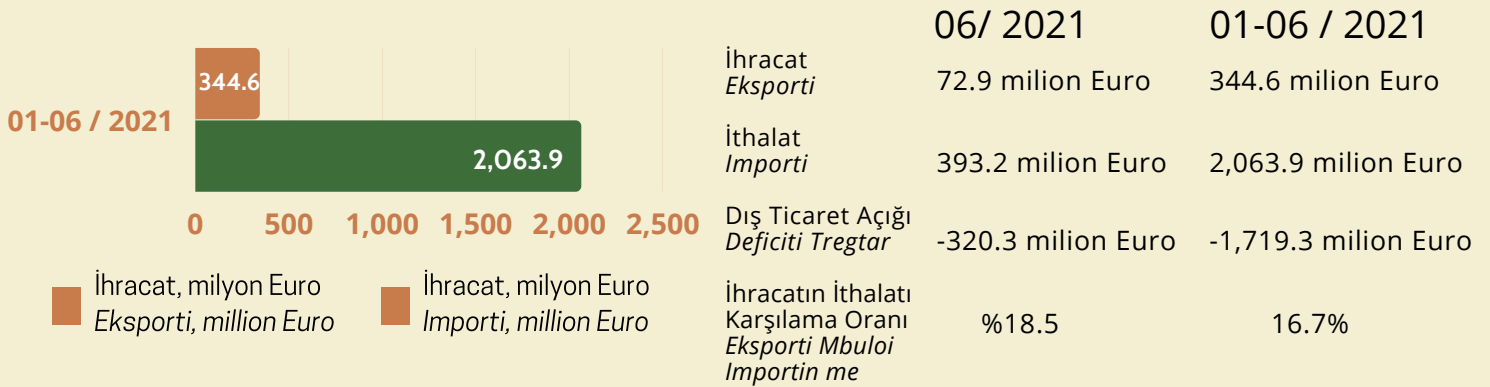 344.6
01-06 / 2021
2,063.9
0 500 1,000 1,500 2,000 2,500
İhracat, milyon Euro
Eksporti, million Euro
İhracat, milyon Euro
Importi, million Euro
06/ 2021 01-06 / 2021
İhracat
Eksporti
72.9 milion Euro 344.6 milion Euro
İthalat
Importi
393.2 milion Euro 2,063.9 milion Euro
Dış Ticaret Açığı
Deficiti Tregtar
-320.3 milion Euro -1,719.3 milion Euro
İhracatın İthalatı
Karşılama Oranı
Eksporti Mbuloi
Importin me
%18.5 16.7%